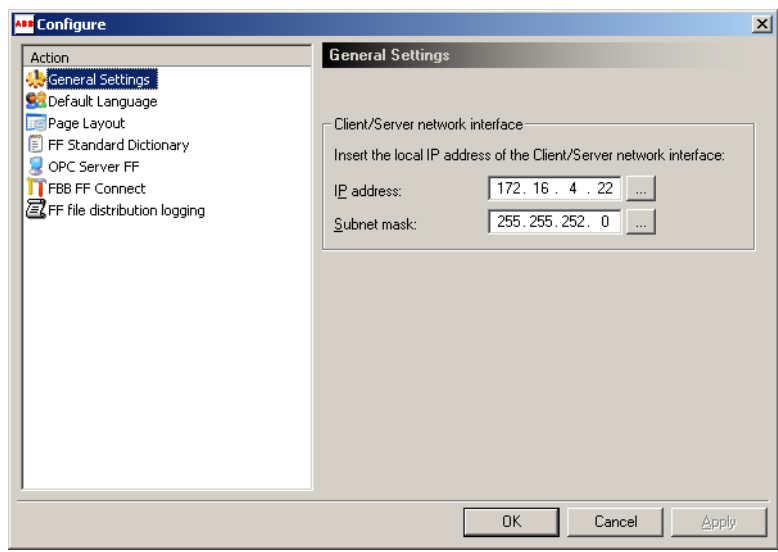 ABB Configure
Action
General Settings
Default Language
Page Layout
FF Standard Dictionary
OPC Server FF
FBB FF Connect
FF file distribution logging
General Settings
Client/Server network interface
Insert the local IP address of the Client/Server network interface:
IP address: 172. 16 . 4 . 22 ...
Subnet mask: 255.255.252. 0 ...
OK Cancel Apply